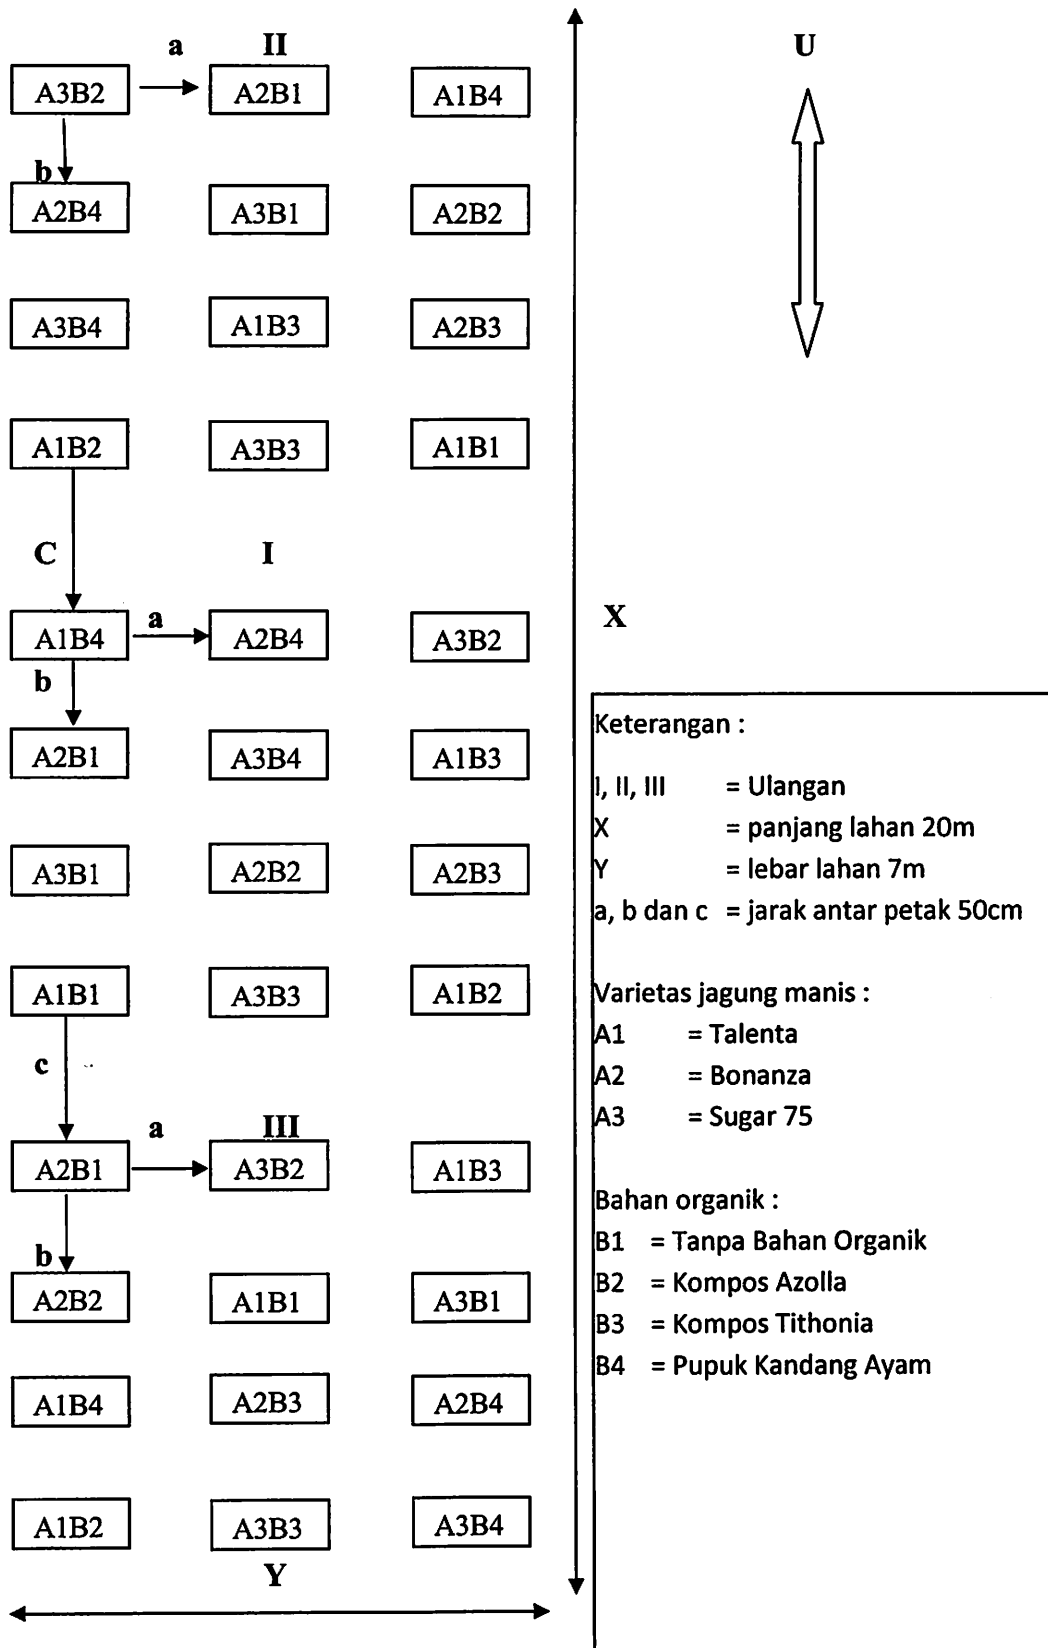 a II U
A3B2 A2B1 A1B4
b
A2B4 A3B1 A2B2
A3B4 A1B3 A2B3
A1B2 A3B3 A1B1
C I
a X
A1B4 A2B4 A3B2
b
A2B1 A3B4 A1B3
A3B1 A2B2 A2B3
A1B1 A3B3 A1B2
c
a III
A2B1 A3B2 A1B3
b
A2B2 A1B1 A3B1
A1B4 A2B3 A2B4
A1B2 A3B3 A3B4
Y
Keterangan :
I, II, III = Ulangan
X = panjang lahan 20m
Y = lebar lahan 7m
a, b dan c = jarak antar petak 50cm
Varietas jagung manis :
A1 = Talenta
A2 = Bonanza
A3 = Sugar 75
Bahan organik :
B1 = Tanpa Bahan Organik
B2 = Kompos Azolla
B3 = Kompos Tithonia
B4 = Pupuk Kandang Ayam